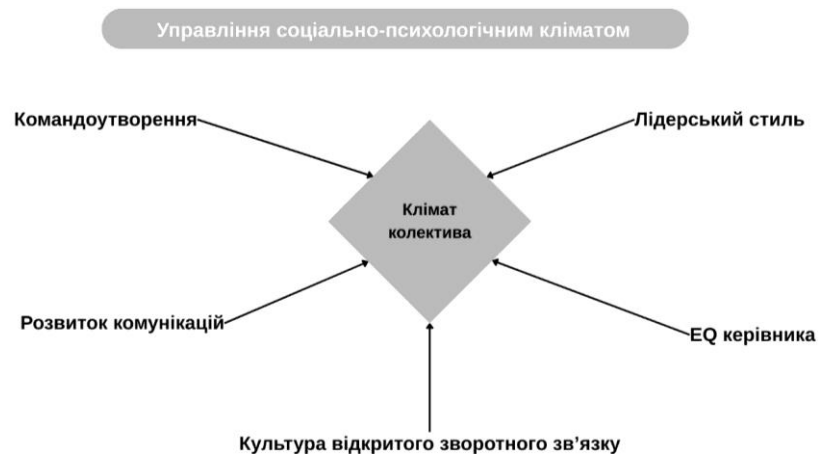 Управління соціально-психологічним кліматом
Командоутворення
Лідерський стиль
Клімат
колектива
Розвиток комунікацій
EQ керівника
Культура відкритого зворотного зв’язку